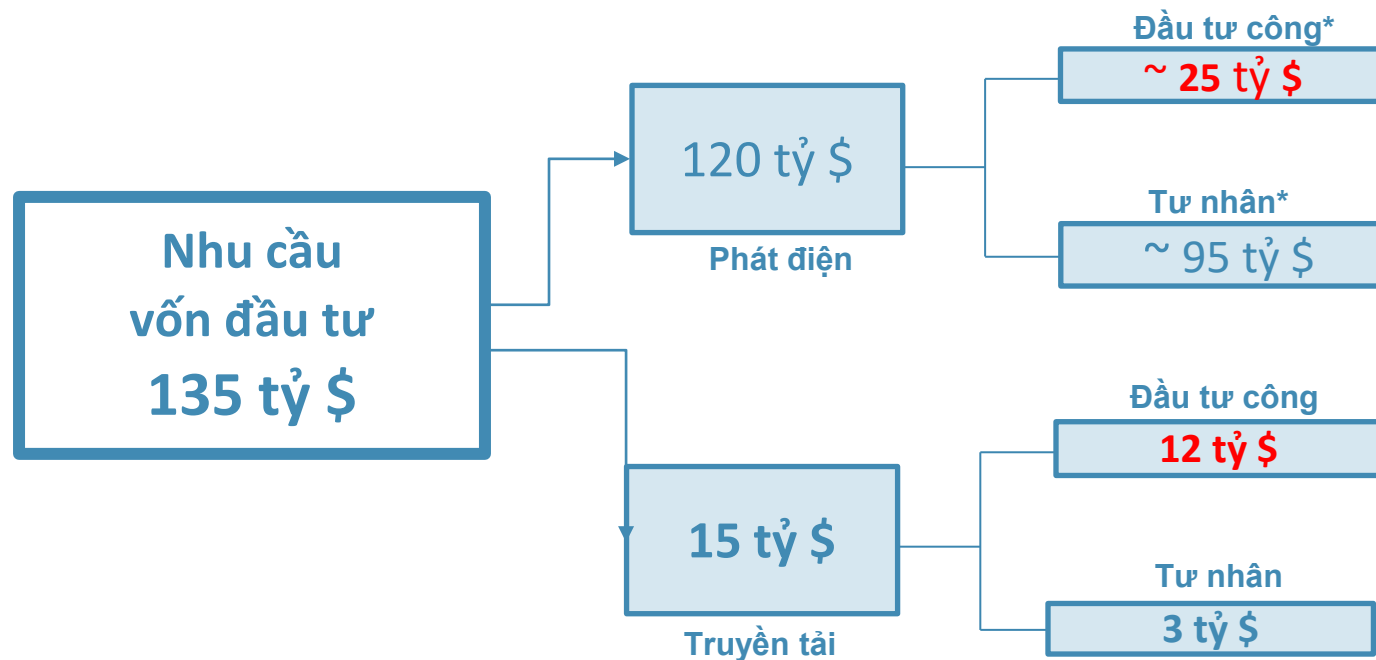 Nhu cầu
vốn đầu tư
135 tỷ $
120 tỷ $
Phát điện
Đầu tư công*
~ 25 tỷ $
Tư nhân*
~ 95 tỷ $
15 tỷ $
Truyền tải
Đầu tư công
12 tỷ $
Tư nhân
3 tỷ $